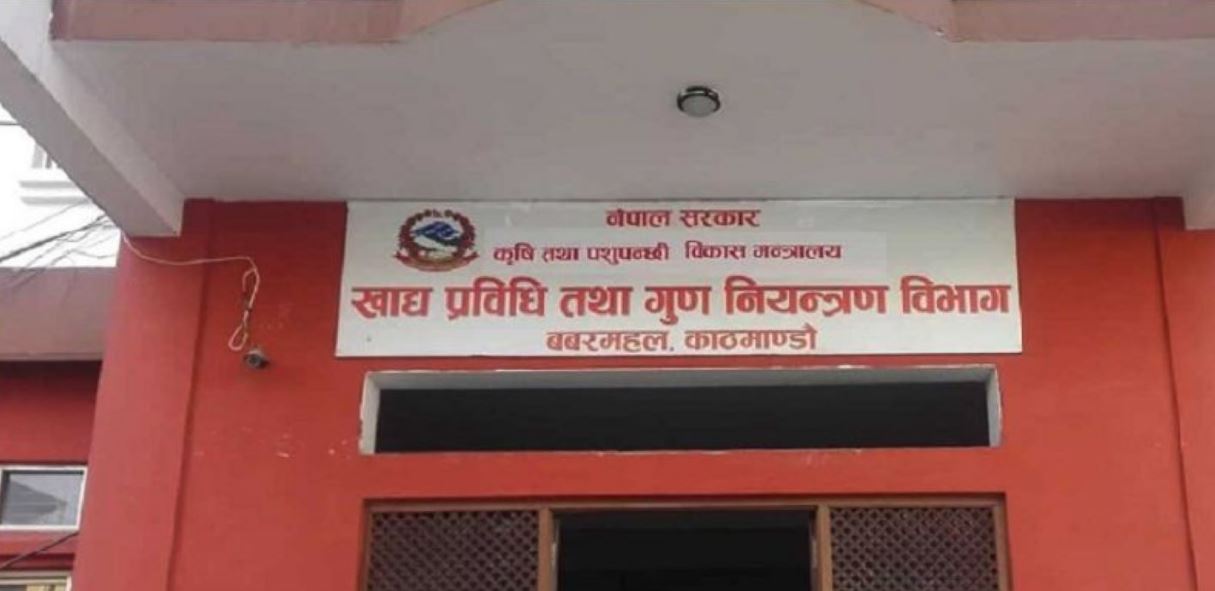 नेपाल सरकार
कृषि तथा पशुपन्छी विकास मन्त्रालय
खाद्य प्रविधि तथा गुण नियन्त्रण विभाग
बबरमहल, काठमाण्डौ